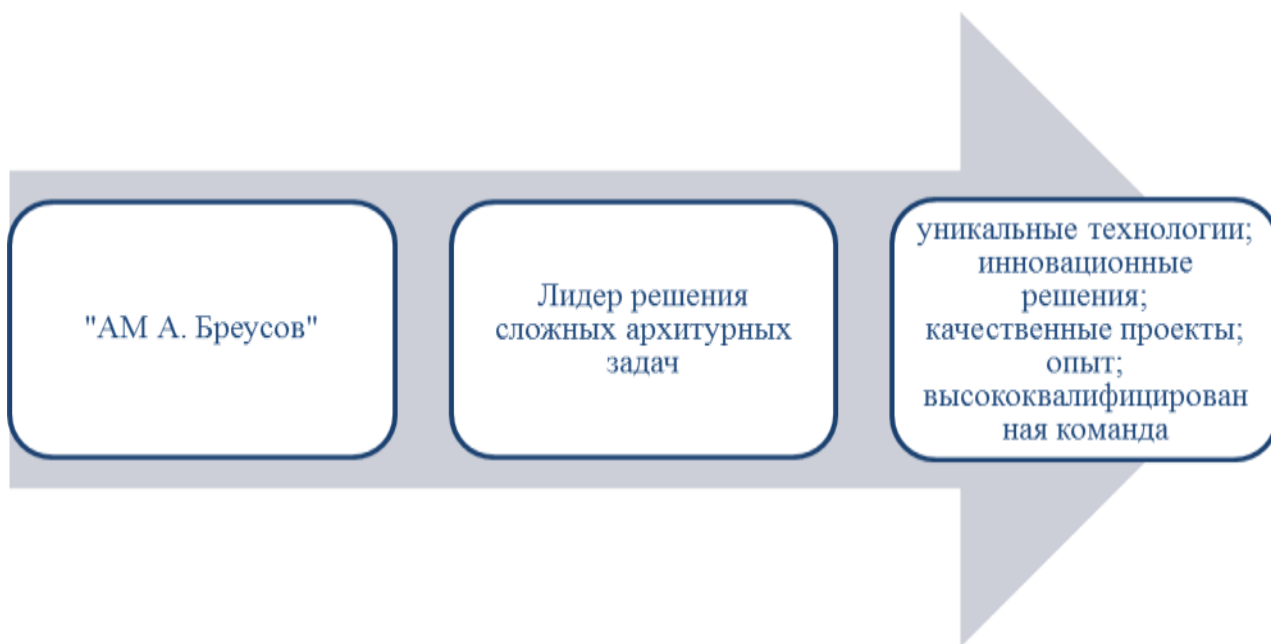 "АМ А. Бреусов"
Лидер решения
сложных архитурных
задач
уникальные технологии;
инновационные
решения;
качественные проекты;
опыт;
высококвалифицирован
ная команда